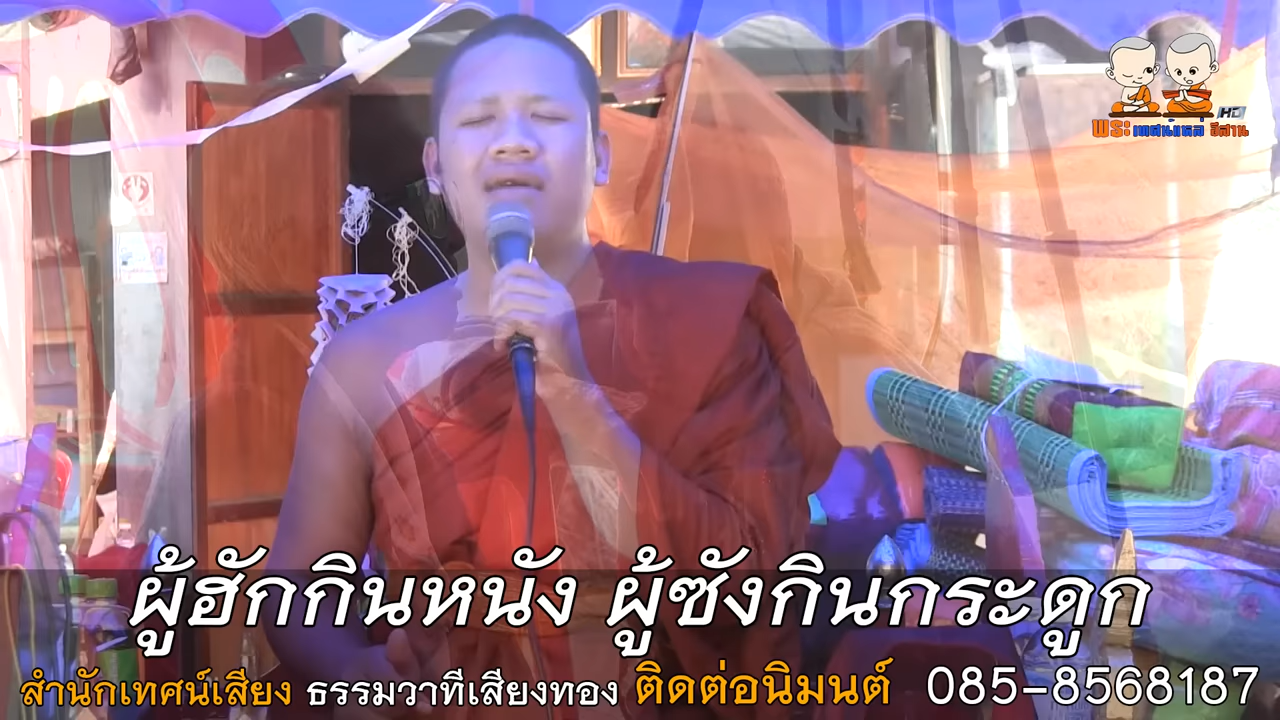 HD
พระเทศน์แหล่ อีสาน
ผู้ฮักกินหนัง ผู้ซังกินกระดูก
สำนักเทศน์เสียง ธรรมวาทีเสียงทอง ติดต่อนิมนต์ 085-8568187